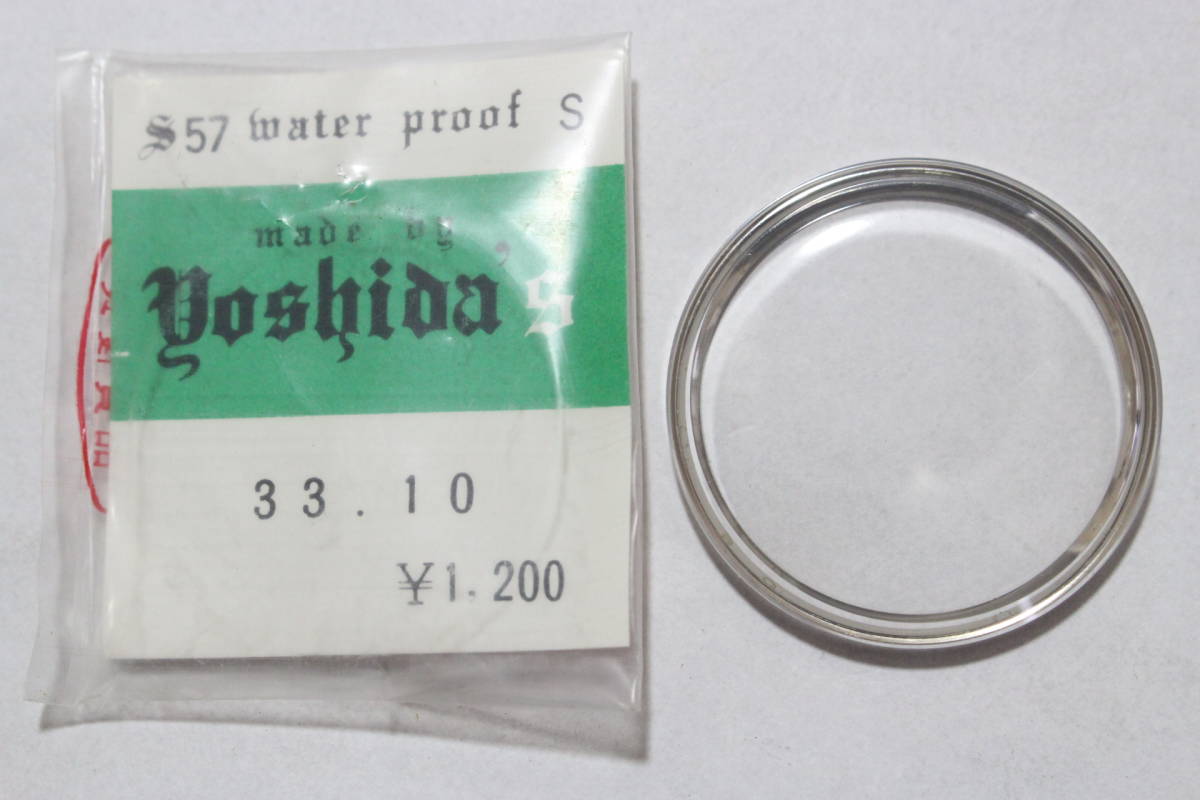 S57 water proof S
made by
Yoshida's
33.10
¥1,200